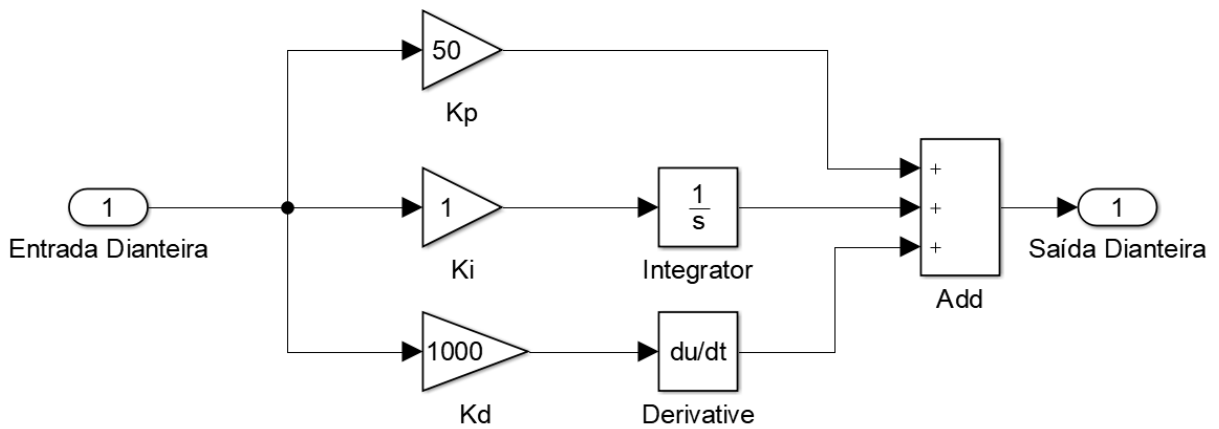 50
Kp
1
Entrada Dianteira
1
Ki
1
s
Integrator
+
+
+
Add
1
Saída Dianteira
1000
Kd
du/dt
Derivative